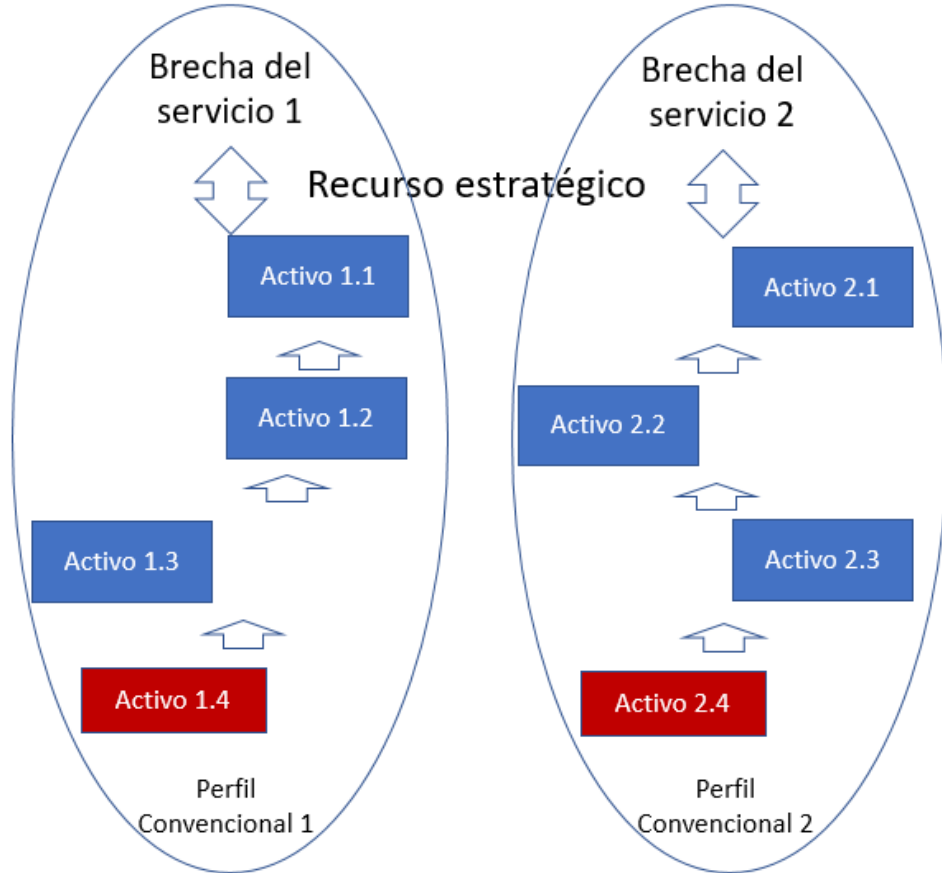 Brecha del
servicio 1
Brecha del
servicio 2
Recurso estratégico
Activo 1.1
Activo 2.1
Activo 1.2
Activo 2.2
Activo 1.3
Activo 2.3
Activo 1.4
Activo 2.4
Perfil
Convencional 1
Perfil
Convencional 2